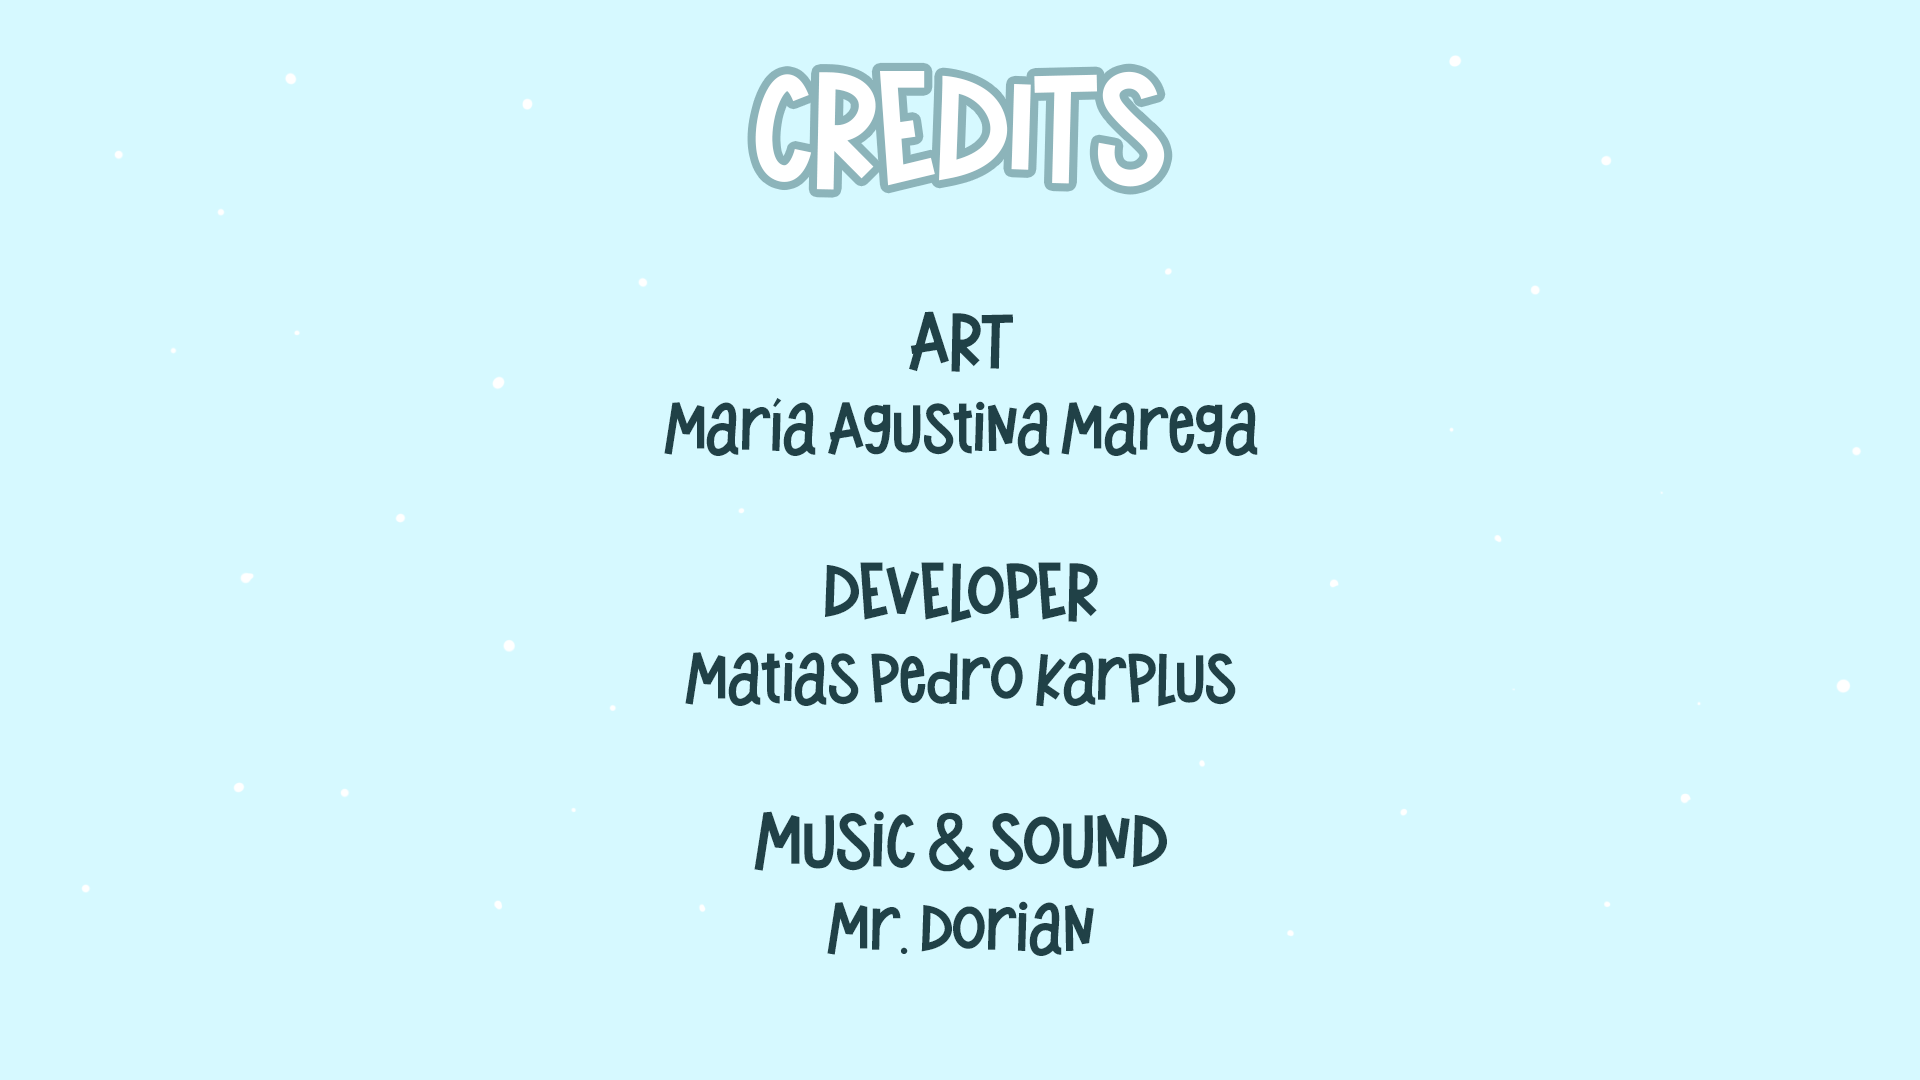 CREDITS
ART
María Agustina Marega
DEVELOPER
Matias Pedro Karplus
MUSIC & SOUND
Mr. Dorian